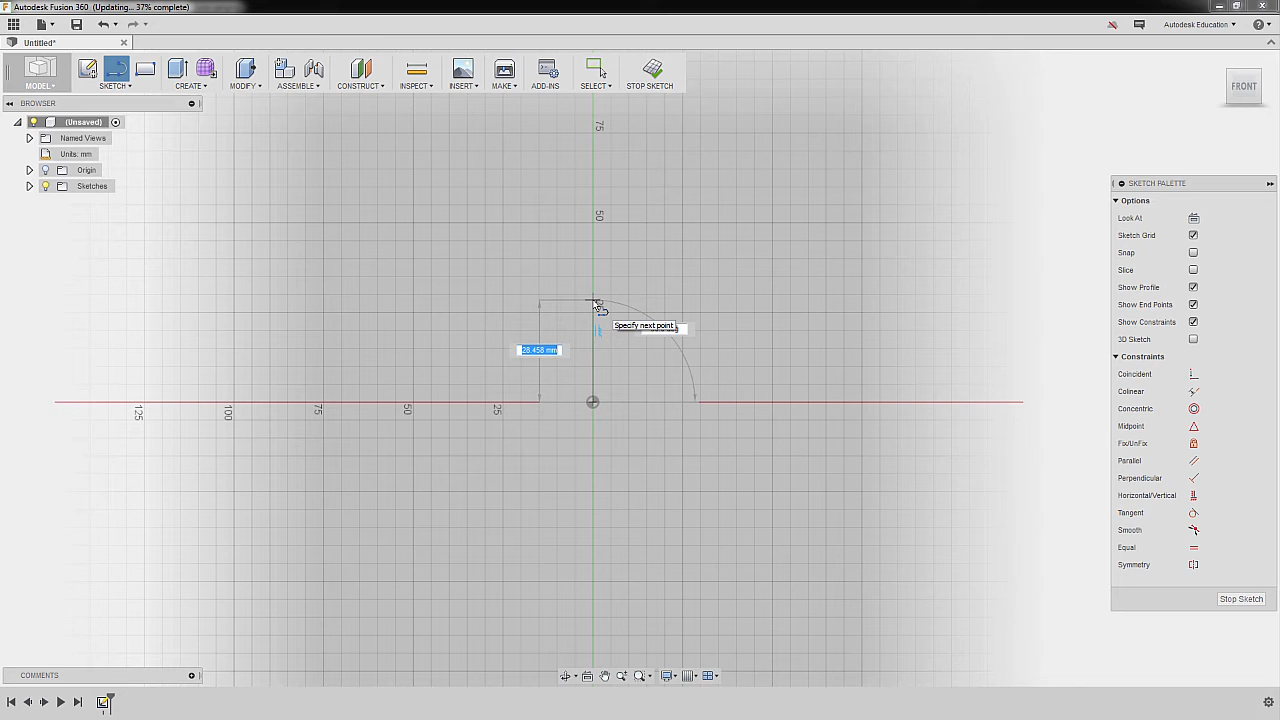 Autodesk Fusion 360 (Updating... 37% complete)
Autodesk Education
Untitled*
MODEL
SKETCH
CREATE
MODIFY
ASSEMBLE
CONSTRUCT
INSPECT
INSERT
MAKE
ADD-INS
SELECT
STOP SKETCH
FRONT
BROWSER
(Unsaved)
Named Views
Units: mm
Origin
Sketches
75
50
Specify next point
28.458 mm
125
100
75
50
25
SKETCH PALETTE
Options
Look At
Sketch Grid
Snap
Slice
Show Profile
Show End Points
Show Constraints
3D Sketch
Constraints
Coincident
Colinear
Concentric
Midpoint
Fix/UnFix
Parallel
Perpendicular
Horizontal/Vertical
Tangent
Smooth
Equal
Symmetry
Stop Sketch
COMMENTS